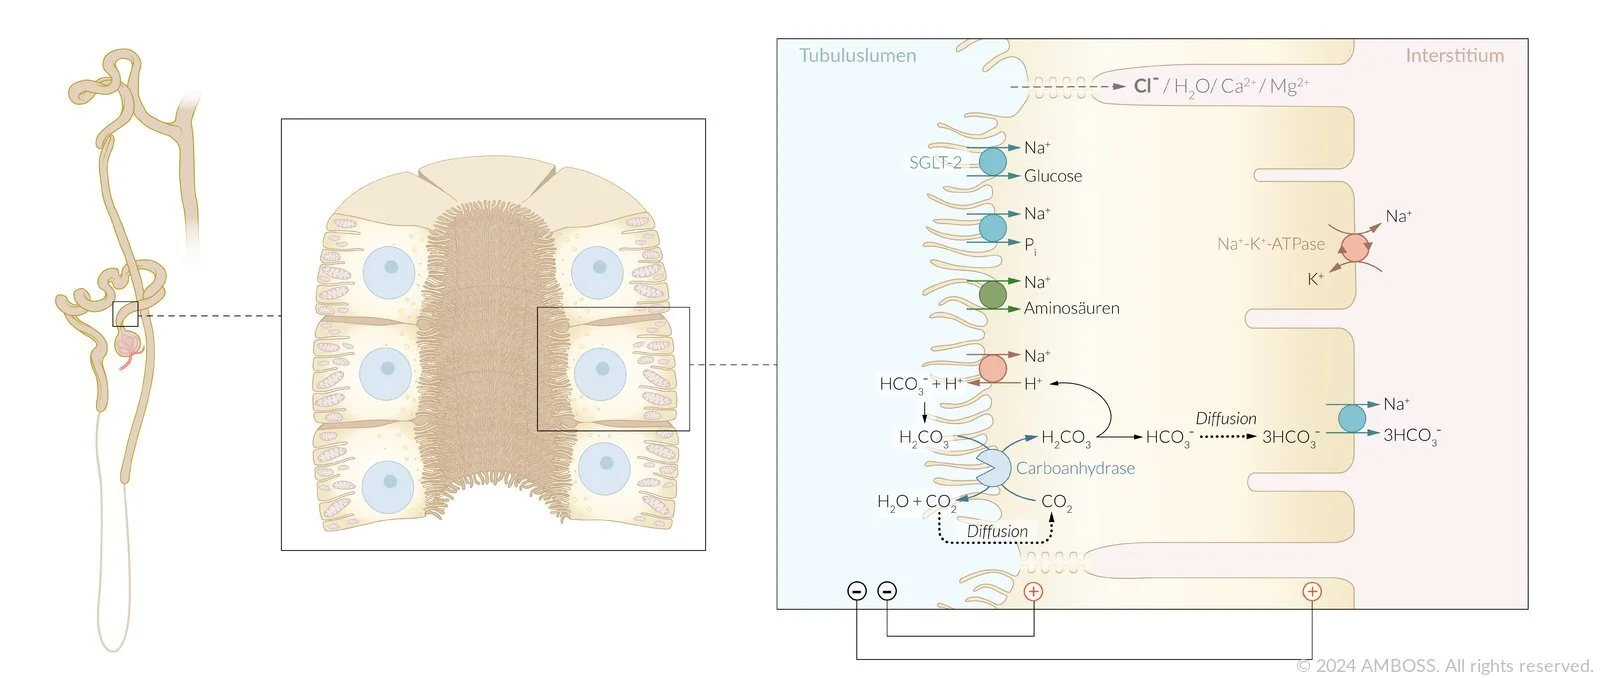 Tubuluslumen
Interstitium
Cl⁻ / H₂O/ Ca²⁺ / Mg²⁺
SGLT-2
Na⁺
Glucose
Na⁺
Pᵢ
Na⁺-K⁺-ATPase
Na⁺
K⁺
Na⁺
Aminosäuren
Na⁺
HCO₃⁻ + H⁺
H⁺
H₂CO₃
H₂CO₃
HCO₃⁻
Diffusion
3HCO₃⁻
Na⁺
3HCO₃⁻
Carboanhydrase
H₂O + CO₂
CO₂
Diffusion
− − + +
© 2024 AMBOSS. All rights reserved.